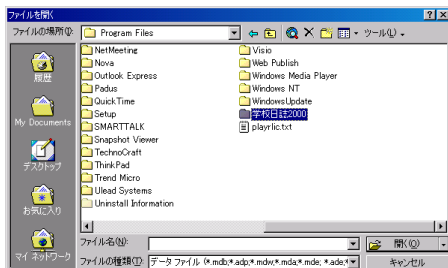 ファイルを開く
ファイルの場所(I): Program Files ツール(L)
履歴
My Documents
デスクトップ
お気に入り
マイ ネットワーク
NetMeeting
Nova
Outlook Express
Padus
QuickTime
Setup
SMARTTALK
Snapshot Viewer
TechnoCraft
ThinkPad
Trend Micro
Ulead Systems
Uninstall Information
Visio
Web Publish
Windows Media Player
Windows NT
WindowsUpdate
学校日誌2000
playrlic.txt
ファイル名(N): 開く(O)
ファイルの種類(T): データ ファイル (*.mdb;*.adp;*.mdw;*.mda;*.mde; *.ade;* キャンセル